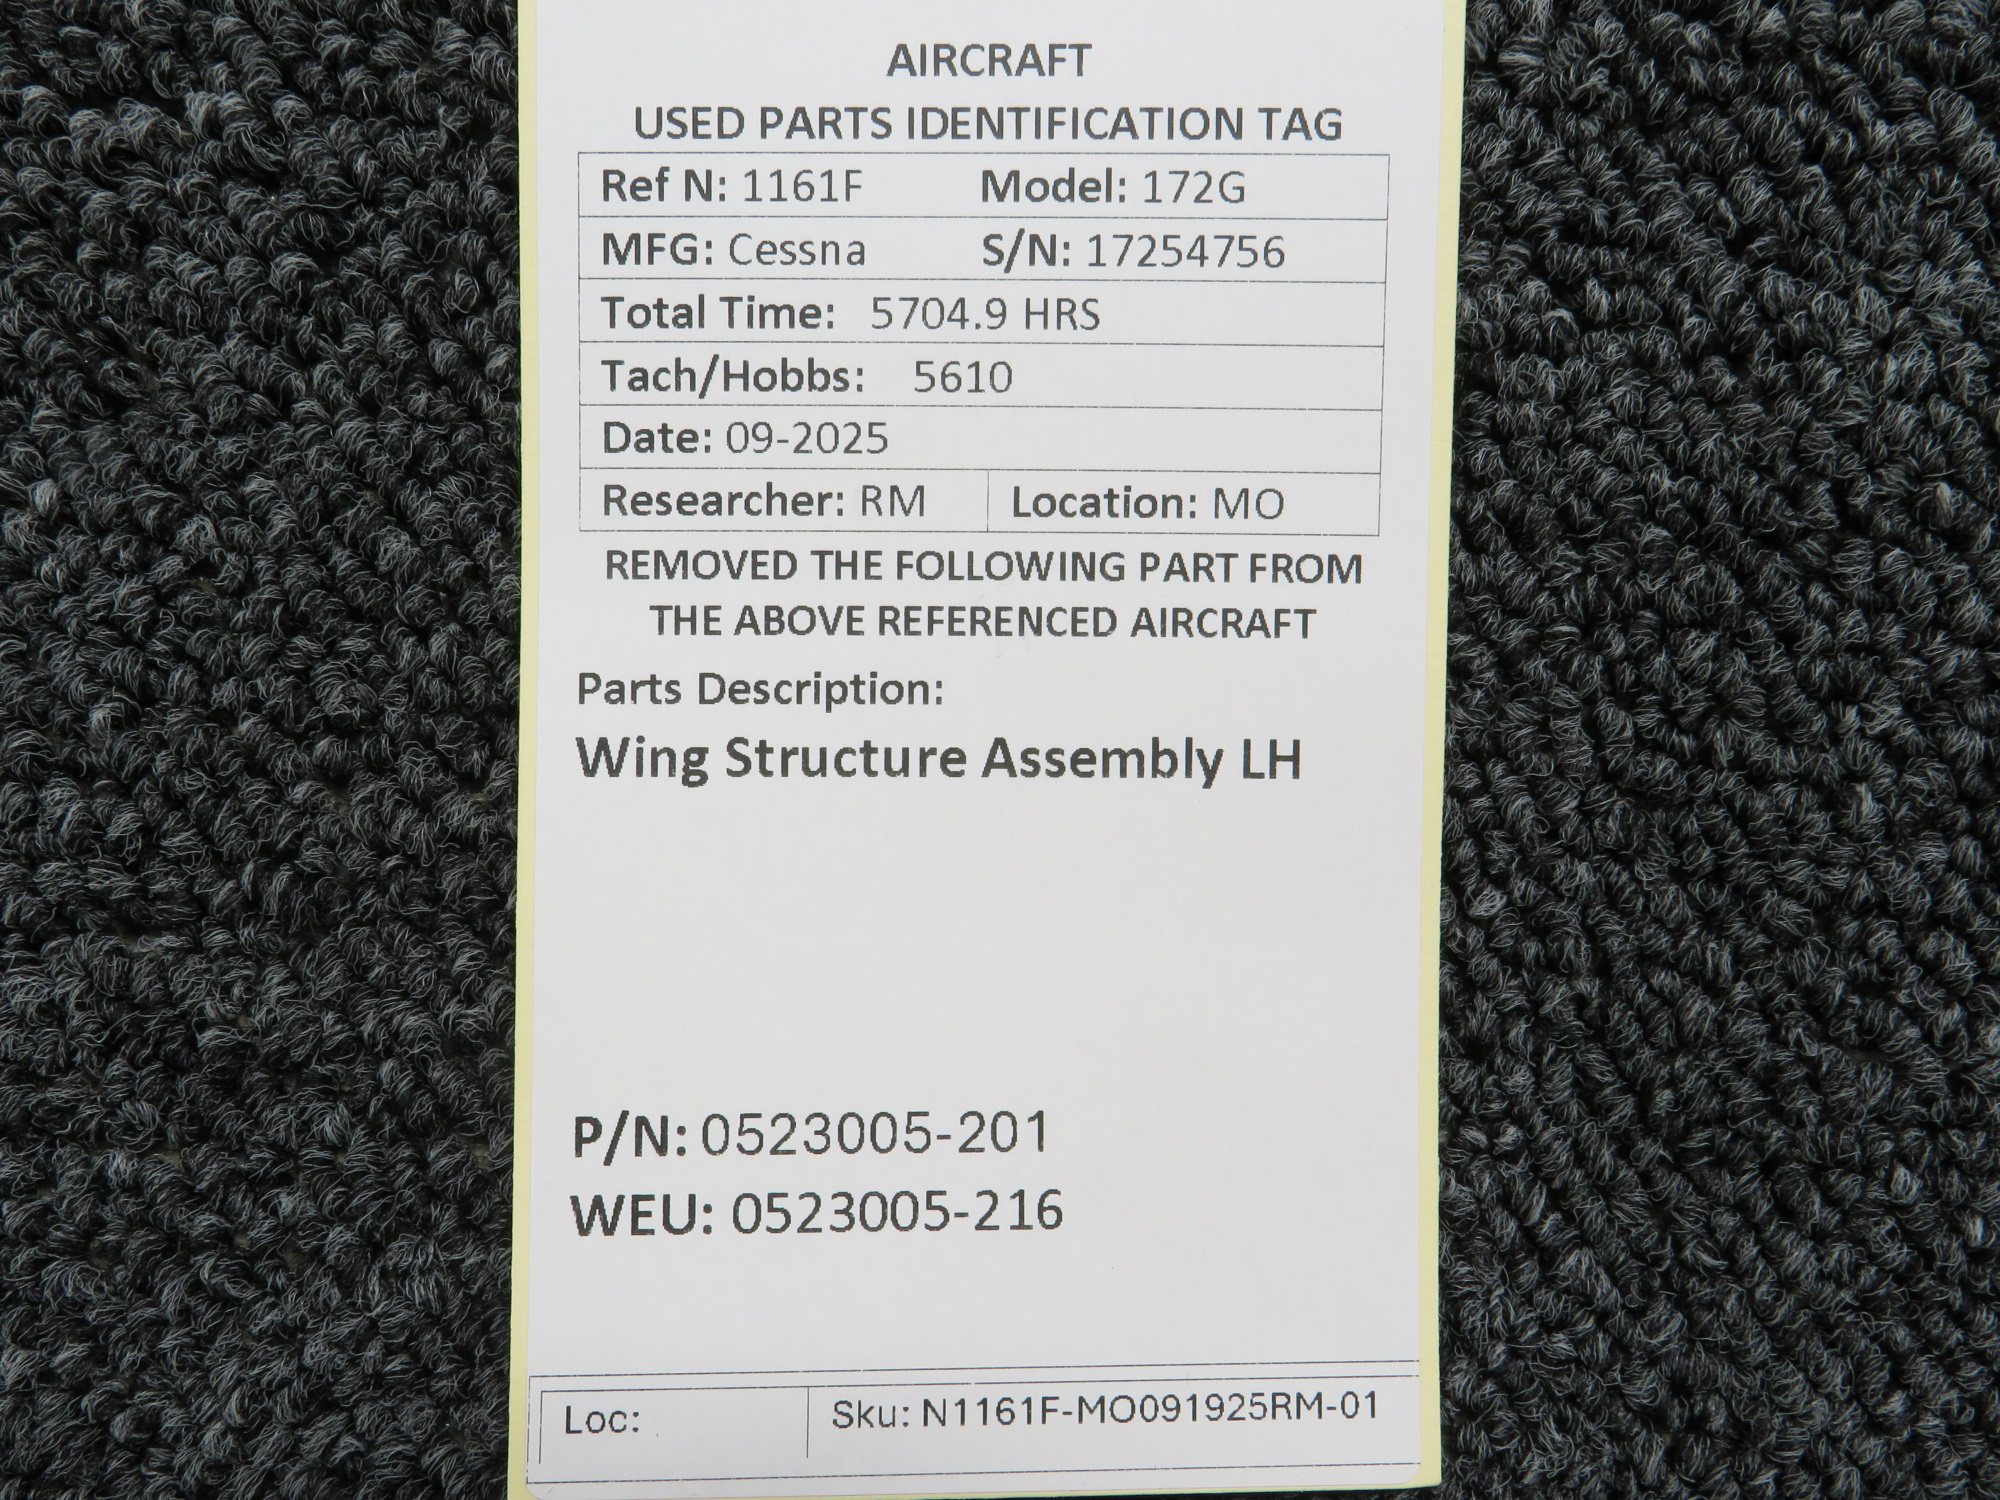 AIRCRAFT
USED PARTS IDENTIFICATION TAG
Ref N: 1161F Model: 172G
MFG: Cessna S/N: 17254756
Total Time: 5704.9 HRS
Tach/Hobbs: 5610
Date: 09-2025
Researcher: RM Location: MO
REMOVED THE FOLLOWING PART FROM
THE ABOVE REFERENCED AIRCRAFT
Parts Description:
Wing Structure Assembly LH
P/N: 0523005-201
WEU: 0523005-216
Loc: Sku: N1161F-MO091925RM-01